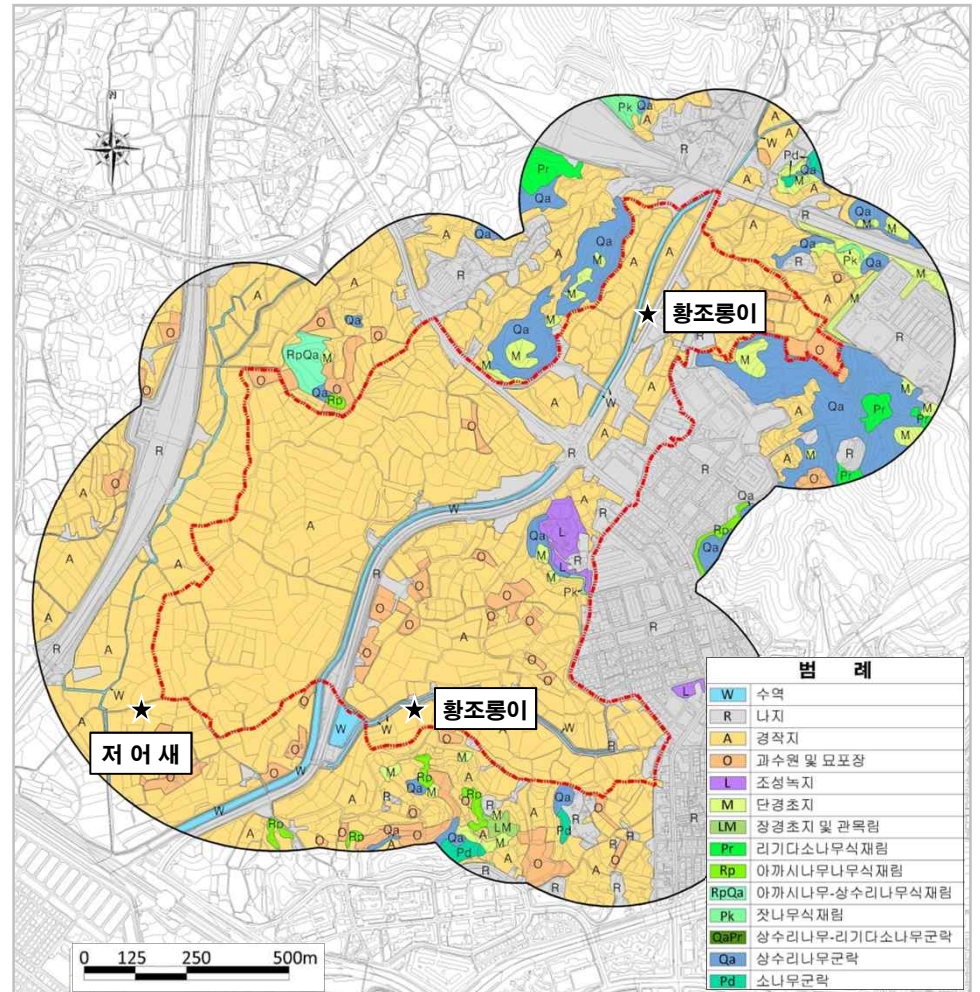 N
황조롱이
황조롱이
저 어 새
범 례
W 수역
R 나지
A 경작지
O 과수원 및 묘포장
L 조성녹지
M 단경초지
LM 장경초지 및 관목림
Pr 리기다소나무식재림
Rp 아까시나무나무식재림
RpQa 아까시나무-상수리나무식재림
Pk 잣나무식재림
QaPr 상수리나무-리기다소나무군락
Qa 상수리나무군락
Pd 소나무군락
0 125 250 500m